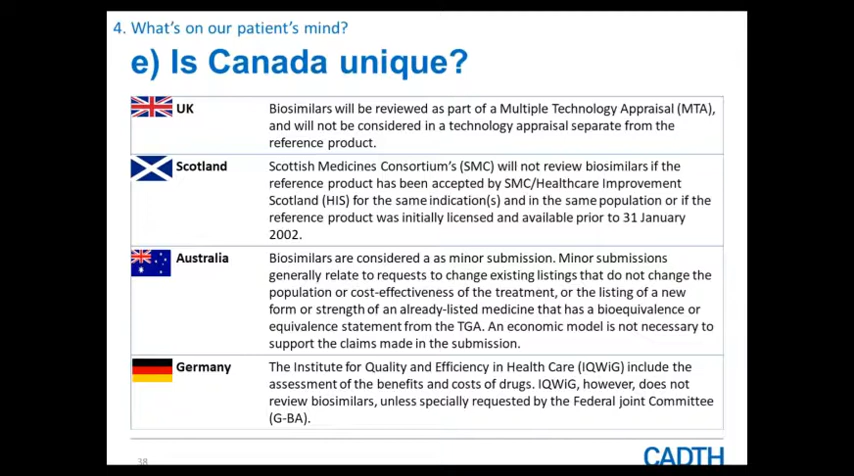 4. What's on our patient's mind?
e) Is Canada unique?
UK
Biosimilars will be reviewed as part of a Multiple Technology Appraisal (MTA),
and will not be considered in a technology appraisal separate from the
reference product.
Scotland
Scottish Medicines Consortium's (SMC) will not review biosimilars if the
reference product has been accepted by SMC/Healthcare Improvement
Scotland (HIS) for the same indication(s) and in the same population or if the
reference product was initially licensed and available prior to 31 January
2002.
Australia
Biosimilars are considered a as minor submission. Minor submissions
generally relate to requests to change existing listings that do not change the
population or cost-effectiveness of the treatment, or the listing of a new
form or strength of an already-listed medicine that has a bioequivalence or
equivalence statement from the TGA. An economic model is not necessary to
support the claims made in the submission.
Germany
The Institute for Quality and Efficiency in Health Care (IQWiG) include the
assessment of the benefits and costs of drugs. IQWiG, however, does not
review biosimilars, unless specially requested by the Federal joint Committee
(G-BA).
38
CADTH